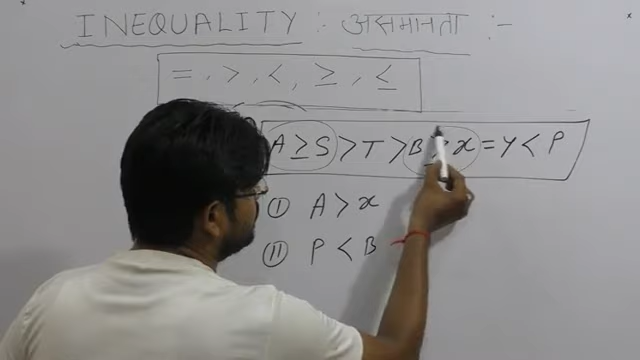 INEQUALITY :- असमानता :-
= , > , < , ≥ , ≤
A ≥ S > T > B ≥ x = Y < P
I A > x
II P < B